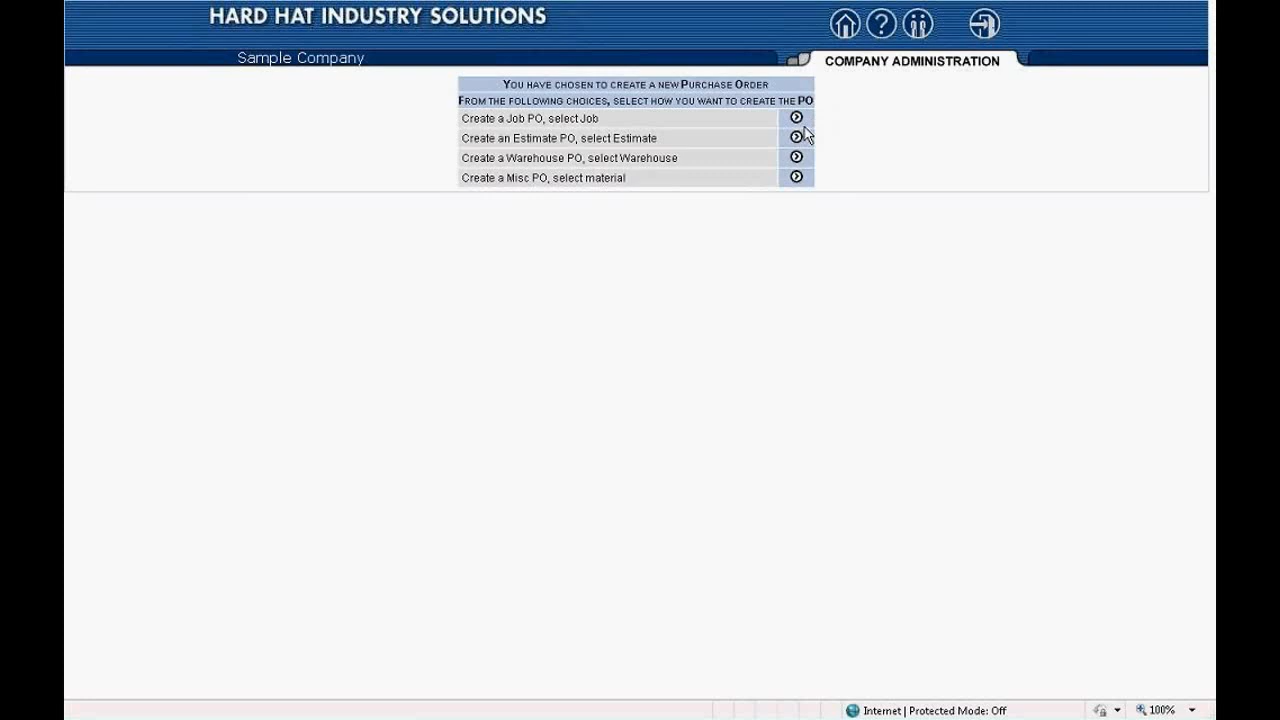 HARD HAT INDUSTRY SOLUTIONS
?
Sample Company
COMPANY ADMINISTRATION
YOU HAVE CHOSEN TO CREATE A NEW PURCHASE ORDER
FROM THE FOLLOWING CHOICES, SELECT HOW YOU WANT TO CREATE THE PO
Create a Job PO, select Job
Create an Estimate PO, select Estimate
Create a Warehouse PO, select Warehouse
Create a Misc PO, select material
Internet | Protected Mode: Off
100%